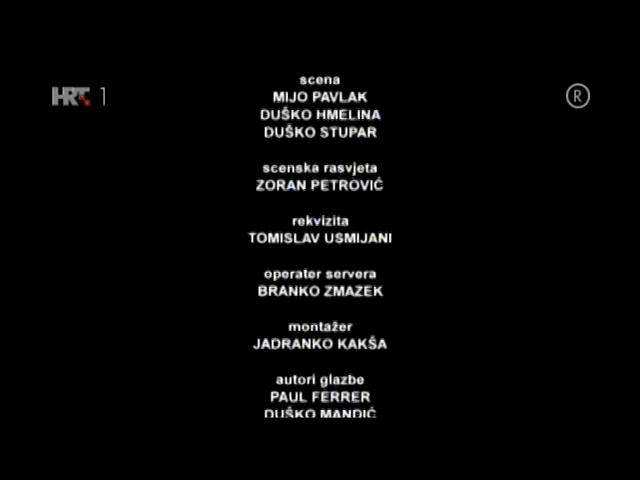 HRT 1
R
scena
MIJO PAVLAK
DUŠKO HMELINA
DUŠKO STUPAR
scenska rasvjeta
ZORAN PETROVIĆ
rekvizita
TOMISLAV USMIJANI
operater servera
BRANKO ZMAZEK
montažer
JADRANKO KAKŠA
autori glazbe
PAUL FERRER
DUŠKO MANDIĆ